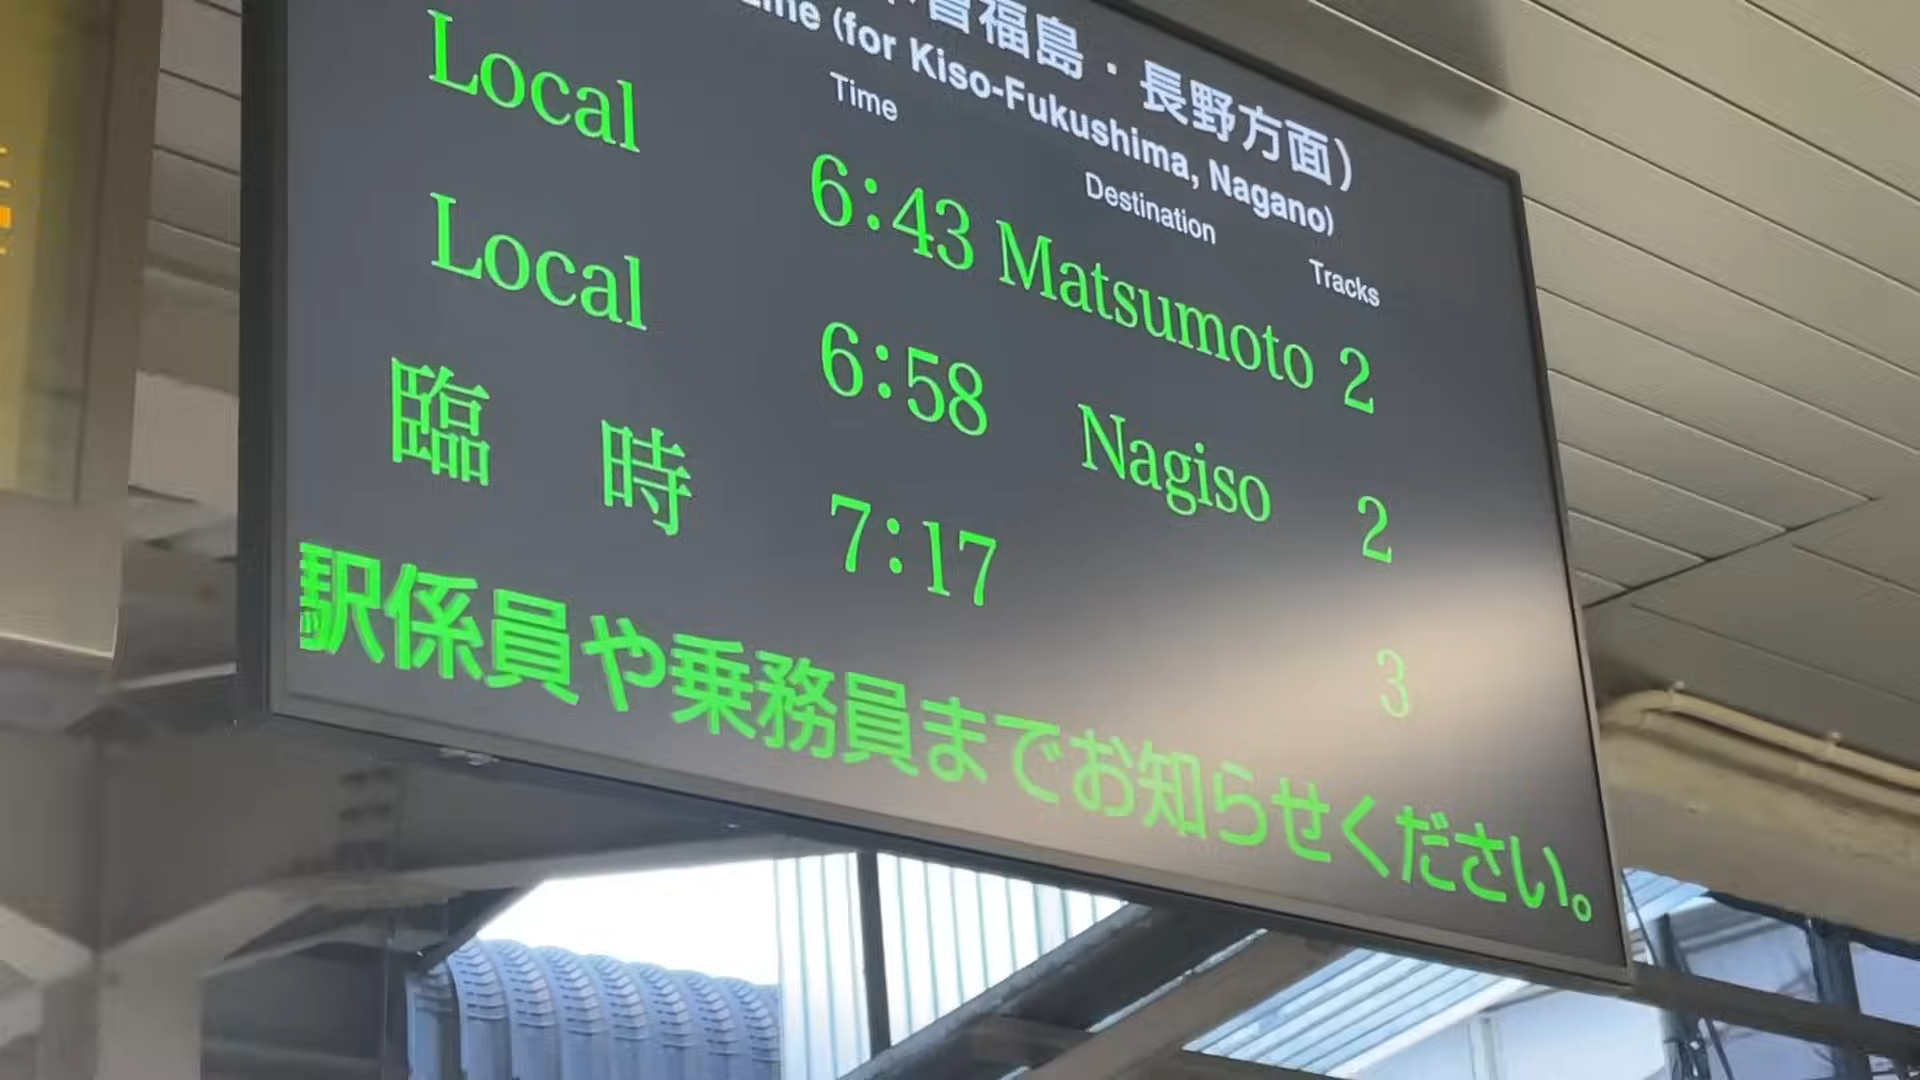 福島・長野方面）
(for Kiso-Fukushima, Nagano)
Time Destination Tracks
Local 6:43 Matsumoto 2
Local 6:58 Nagiso 2
臨時 7:17 3
駅係員や乗務員までお知らせください。